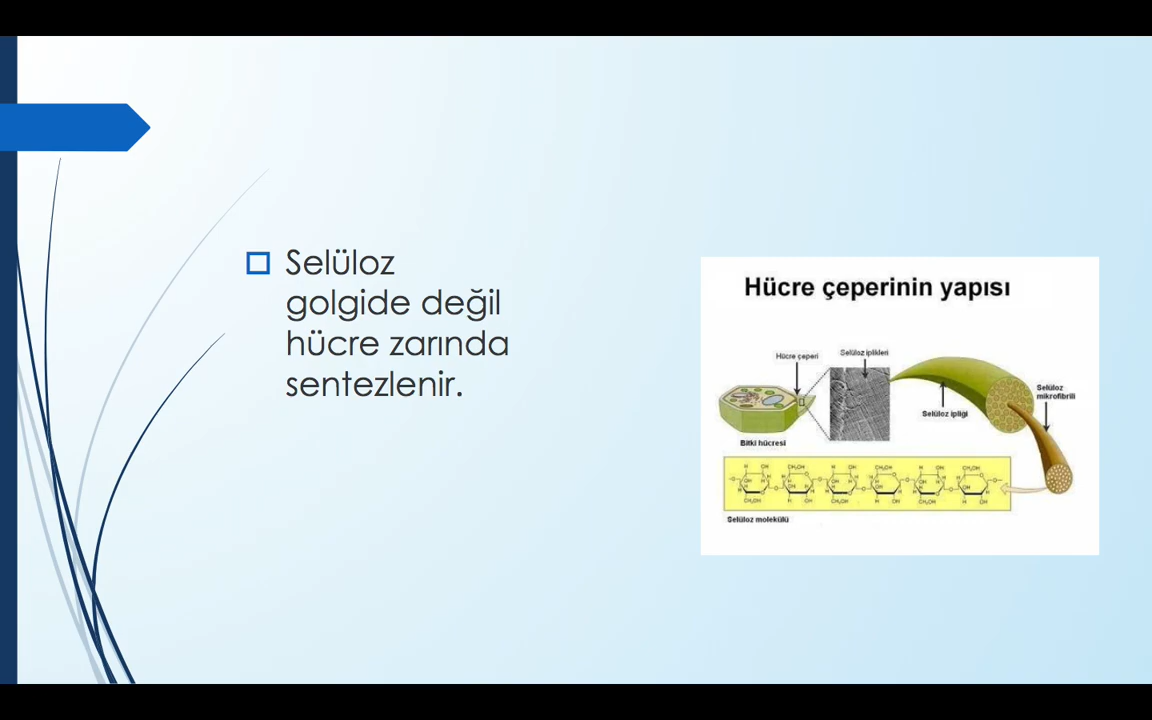 Selüloz
golgide değil
hücre zarında
sentezlenir.
Hücre çeperinin yapısı
Hücre çeperi
Selüloz iplikleri
Selüloz
mikrofibrili
Selüloz ipliği
Bitki hücresi
Selüloz molekülü